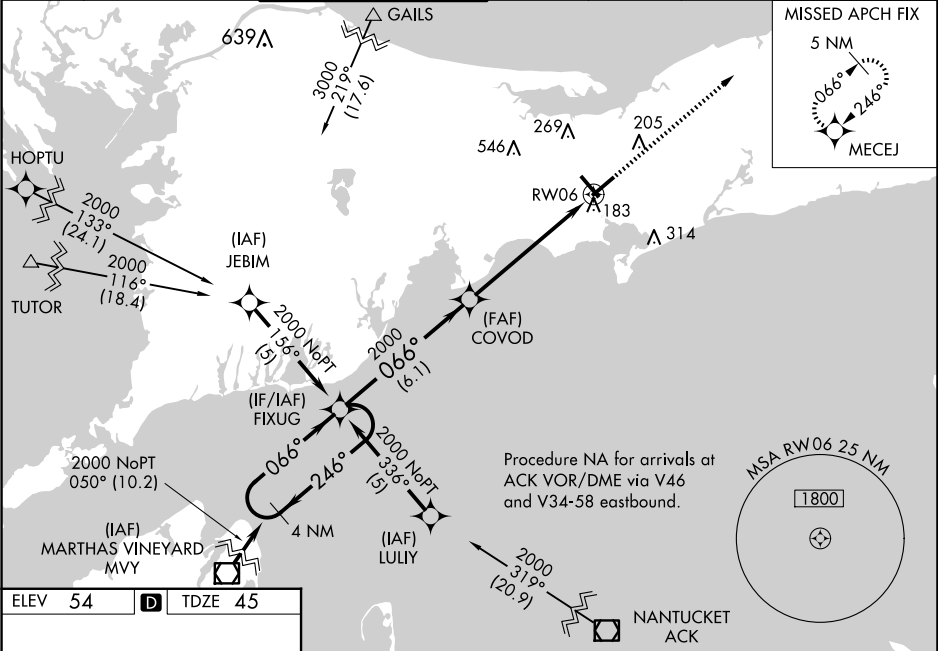 GAILS
639
3000
219°
(17.6)
MISSED APCH FIX
5 NM
066°
246°
MECEJ
546
269
205
HOPTU
2000
133°
(24.1)
RW06
183
314
(IAF)
JEBIM
2000
116°
(18.4)
TUTOR
2000 NoPT
156°
(5)
(FAF)
COVOD
2000
066°
(6.1)
(IF/IAF)
FIXUG
066°
246°
4 NM
2000 NoPT
336°
(5)
2000 NoPT
050° (10.2)
Procedure NA for arrivals at
ACK VOR/DME via V46
and V34-58 eastbound.
MSA RW06 25 NM
1800
(IAF)
MARTHAS VINEYARD
MVY
(IAF)
LULIY
2000
319°
(20.9)
NANTUCKET
ACK
ELEV 54 D TDZE 45